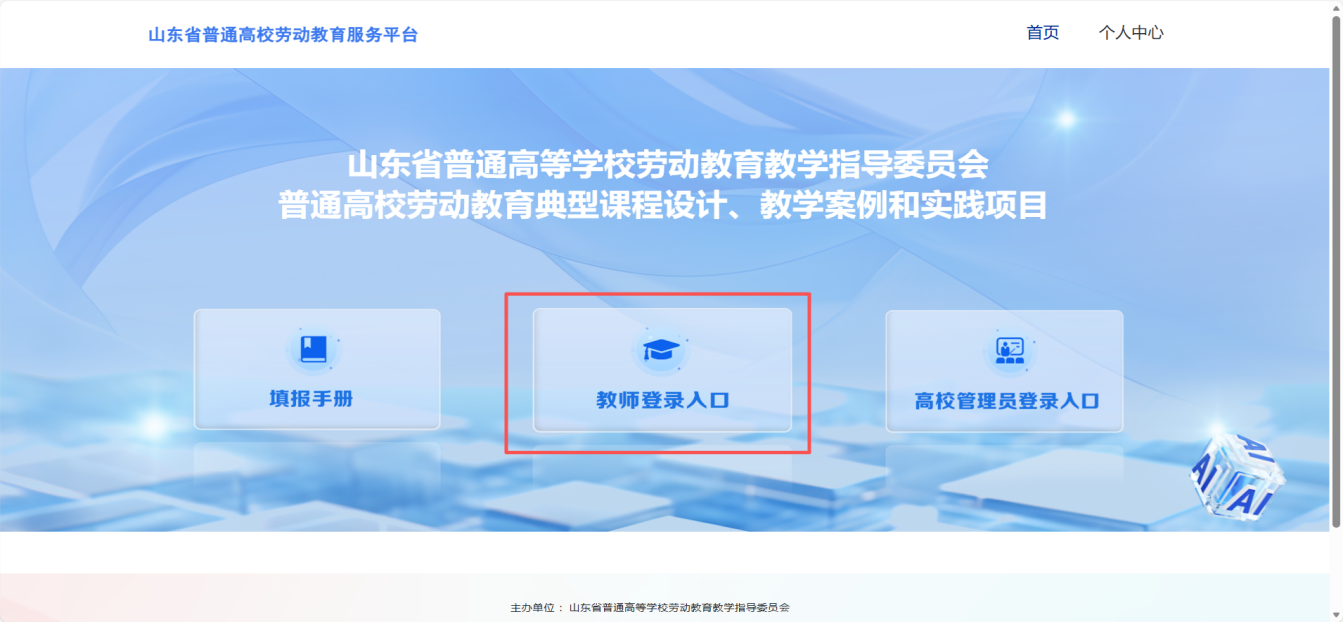 山东省普通高校劳动教育服务平台
首页
个人中心
山东省普通高等学校劳动教育教学指导委员会
普通高校劳动教育典型课程设计、教学案例和实践项目
填报手册
教师登录入口
高校管理员登录入口
AI
AI
AI
主办单位 ： 山东省普通高等学校劳动教育教学指导委员会